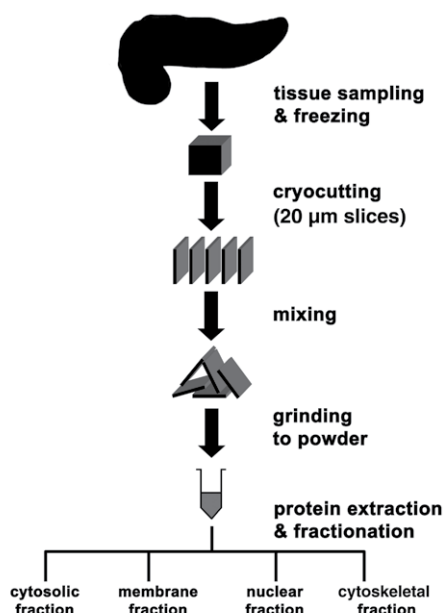 tissue sampling
& freezing
cryocutting
(20 µm slices)
mixing
grinding
to powder
protein extraction
& fractionation
cytosolic
fraction
membrane
fraction
nuclear
fraction
cytoskeletal
fraction